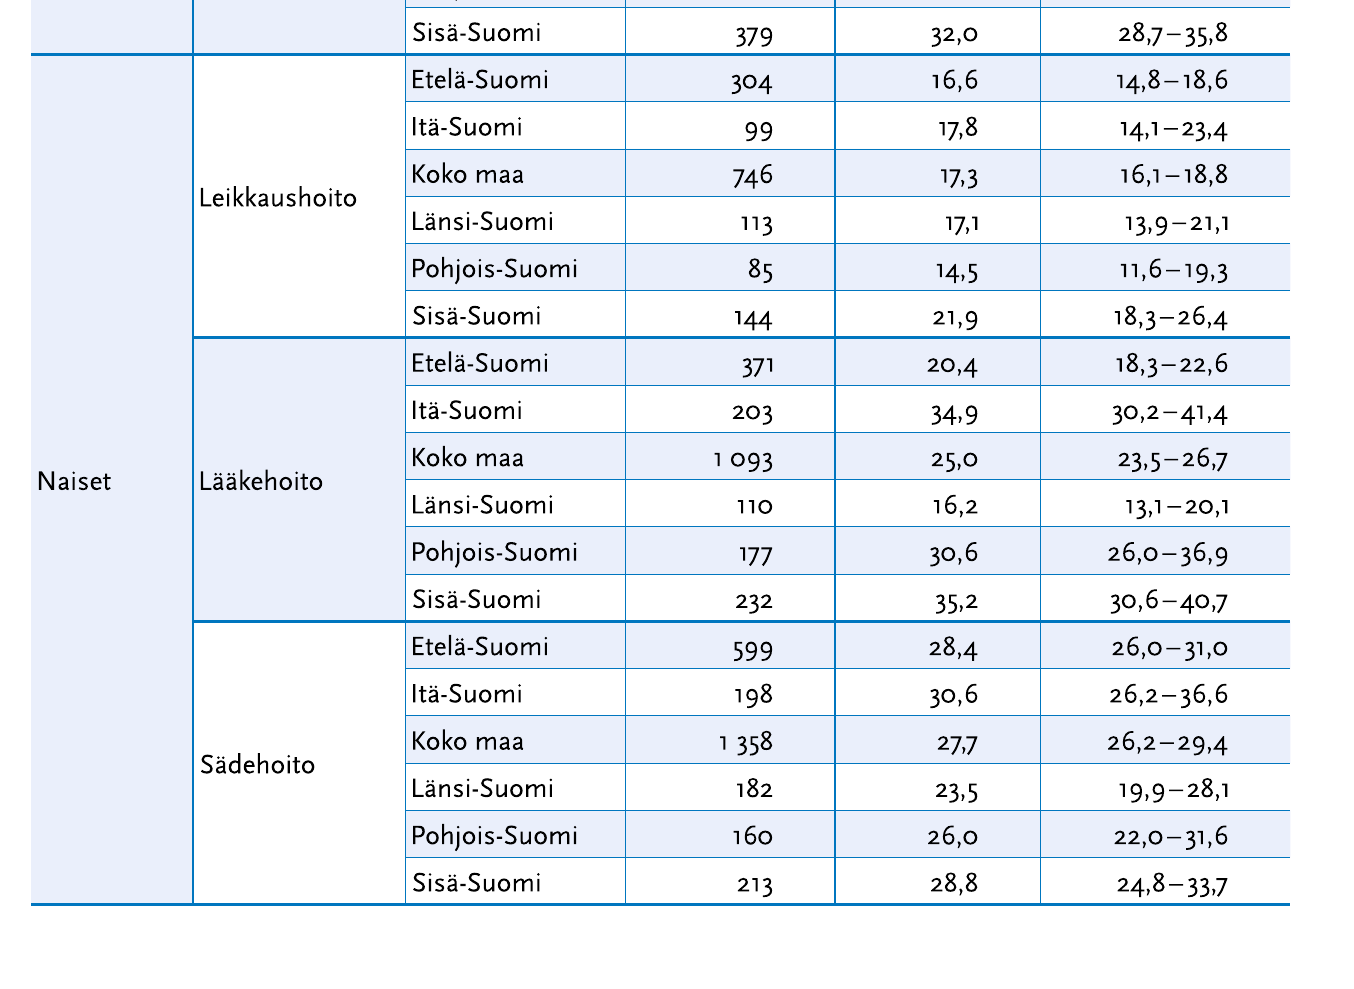 Sisä-Suomi 379 32,0 28,7–35,8
Naiset
Leikkaushoito
Etelä-Suomi 304 16,6 14,8–18,6
Itä-Suomi 99 17,8 14,1–23,4
Koko maa 746 17,3 16,1–18,8
Länsi-Suomi 113 17,1 13,9–21,1
Pohjois-Suomi 85 14,5 11,6–19,3
Sisä-Suomi 144 21,9 18,3–26,4
Lääkehoito
Etelä-Suomi 371 20,4 18,3–22,6
Itä-Suomi 203 34,9 30,2–41,4
Koko maa 1 093 25,0 23,5–26,7
Länsi-Suomi 110 16,2 13,1–20,1
Pohjois-Suomi 177 30,6 26,0–36,9
Sisä-Suomi 232 35,2 30,6–40,7
Sädehoito
Etelä-Suomi 599 28,4 26,0–31,0
Itä-Suomi 198 30,6 26,2–36,6
Koko maa 1 358 27,7 26,2–29,4
Länsi-Suomi 182 23,5 19,9–28,1
Pohjois-Suomi 160 26,0 22,0–31,6
Sisä-Suomi 213 28,8 24,8–33,7